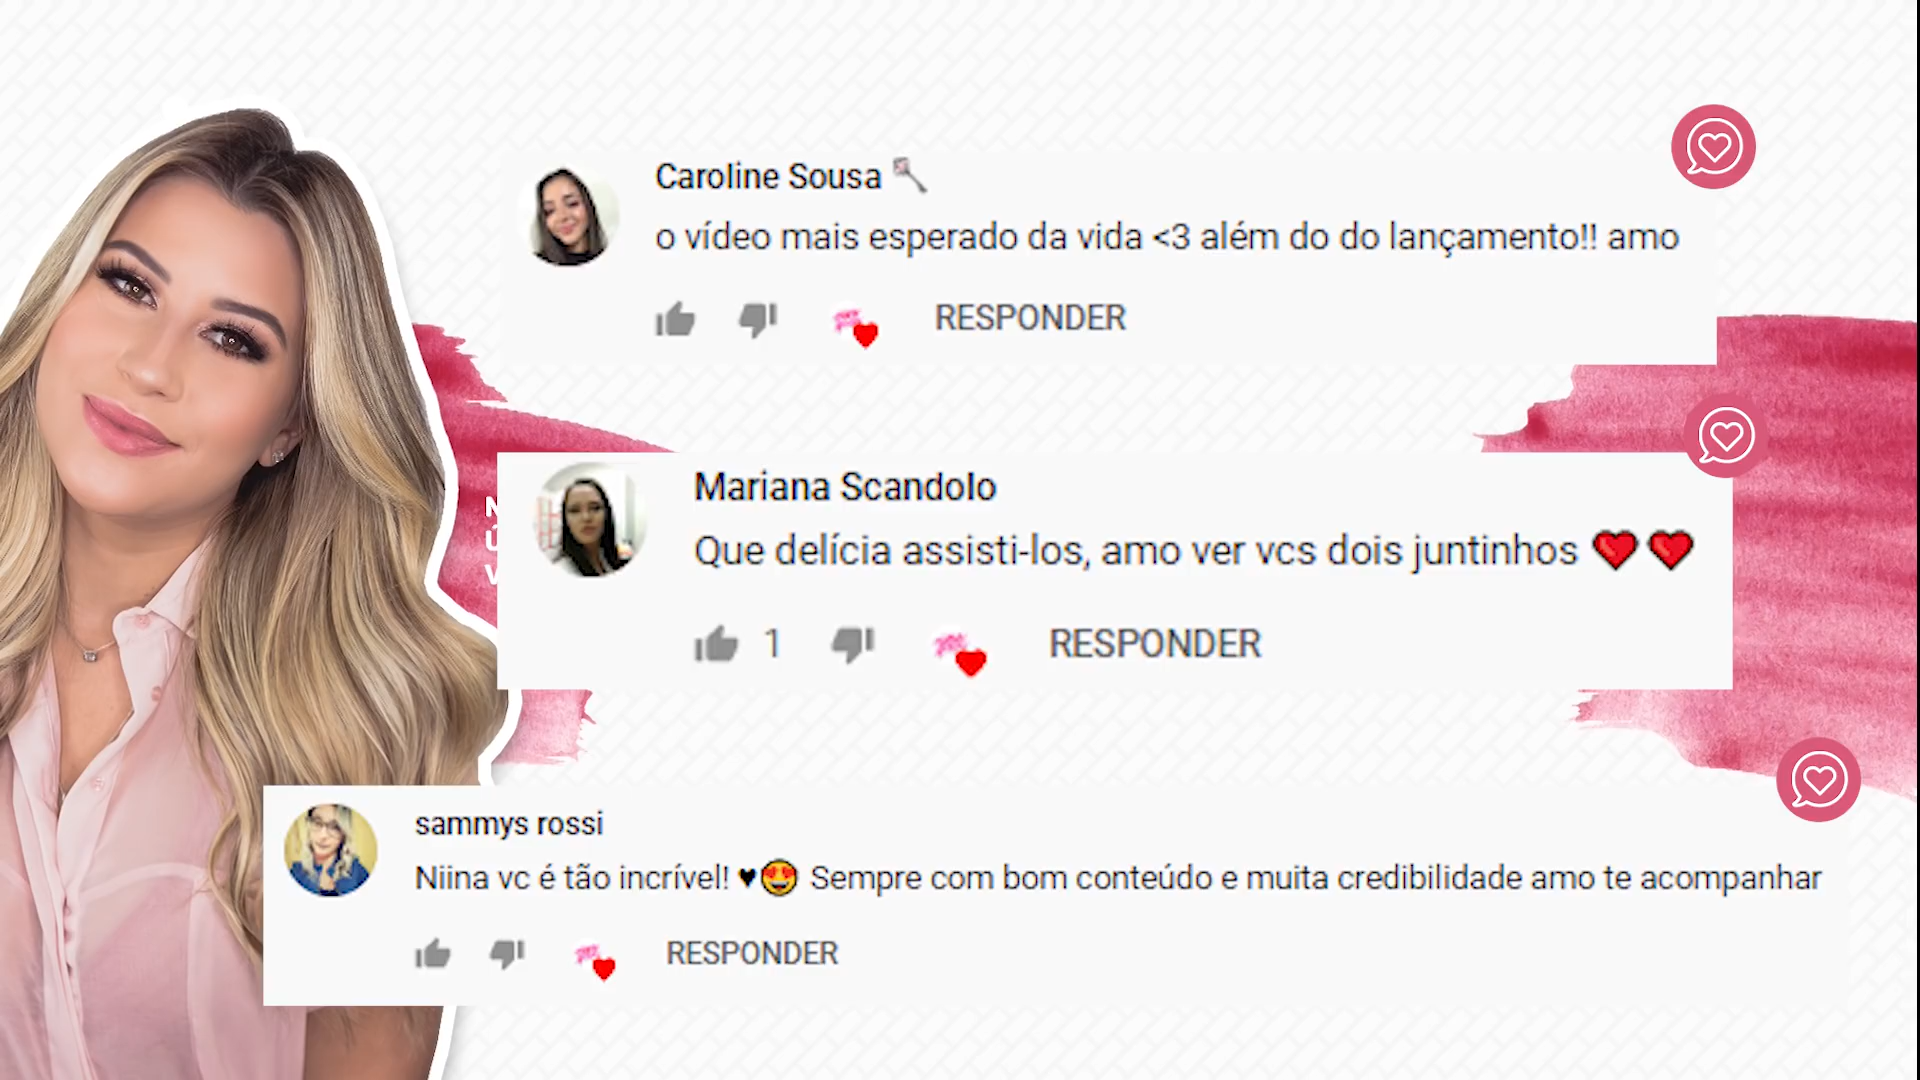 Caroline Sousa
o vídeo mais esperado da vida <3 além do do lançamento!! amo
RESPONDER
Mariana Scandolo
Que delícia assisti-los, amo ver vcs dois juntinhos ❤❤
1 RESPONDER
sammys rossi
Niina vc é tão incrível! ♥😍 Sempre com bom conteúdo e muita credibilidade amo te acompanhar
RESPONDER